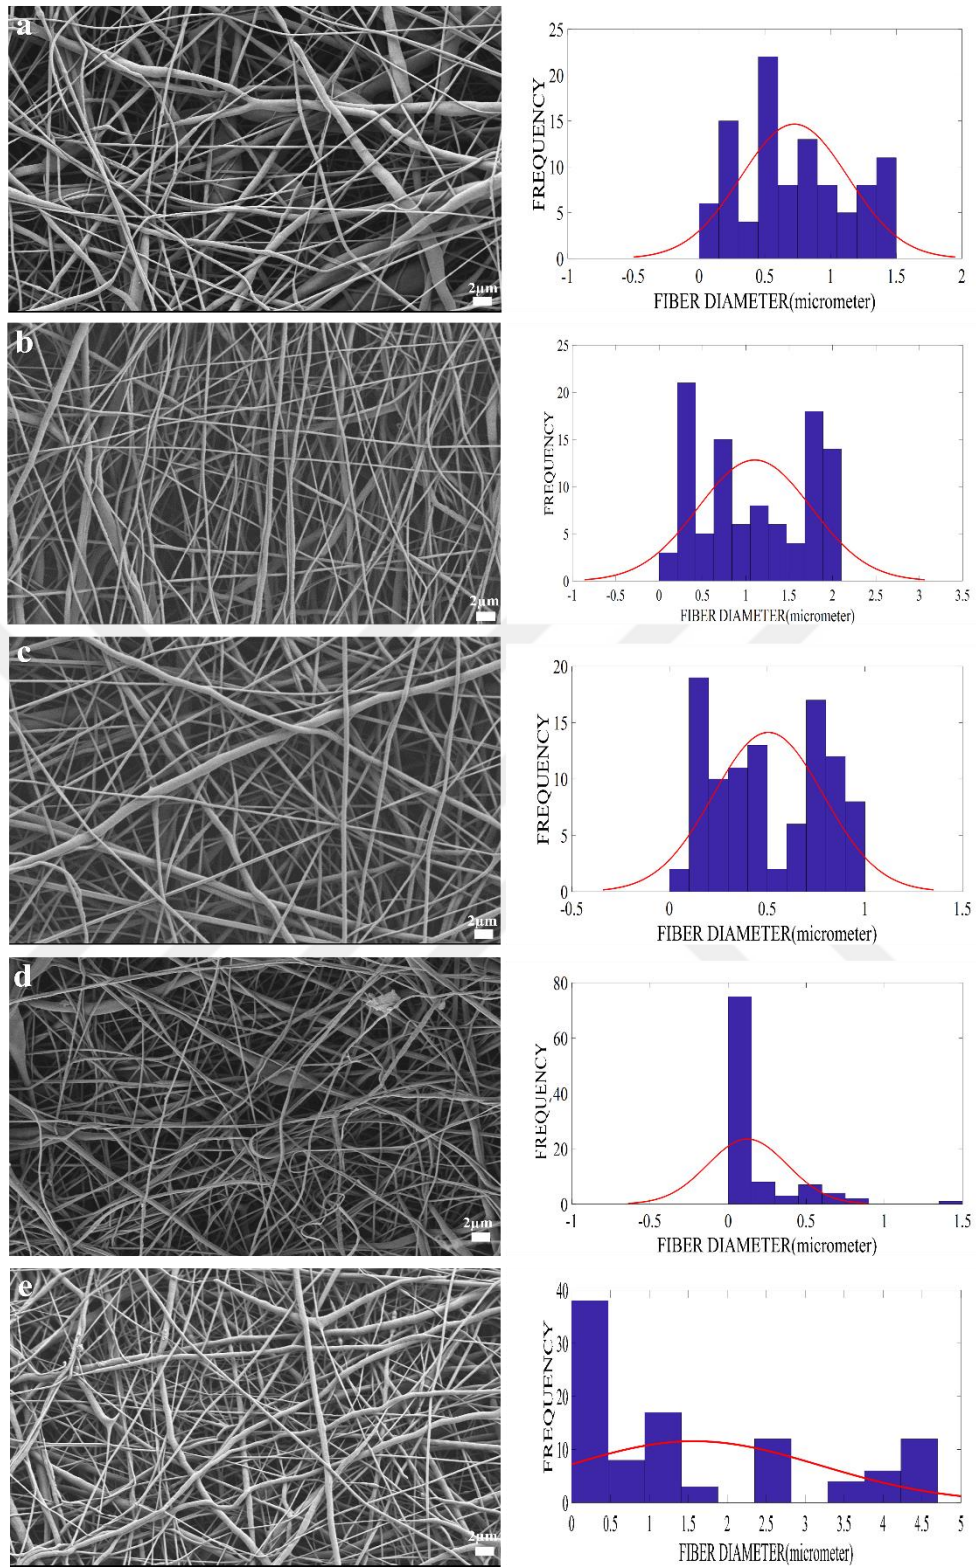 a
2µm
25
20
15
10
5
0
FREQUENCY
-1 -0.5 0 0.5 1 1.5 2
FIBER DIAMETER(micrometer)
b
2µm
25
20
15
10
5
0
FREQUENCY
-1 -0.5 0 0.5 1 1.5 2 2.5 3 3.5
FIBER DIAMETER(micrometer)
c
2µm
20
15
10
5
0
FREQUENCY
-0.5 0 0.5 1 1.5
FIBER DIAMETER(micrometer)
d
2µm
80
60
40
20
0
FREQUENCY
-1 -0.5 0 0.5 1 1.5
FIBER DIAMETER(micrometer)
e
2µm
40
30
20
10
0
FREQUENCY
0 0.5 1 1.5 2 2.5 3 3.5 4 4.5 5
FIBER DIAMETER(micrometer)